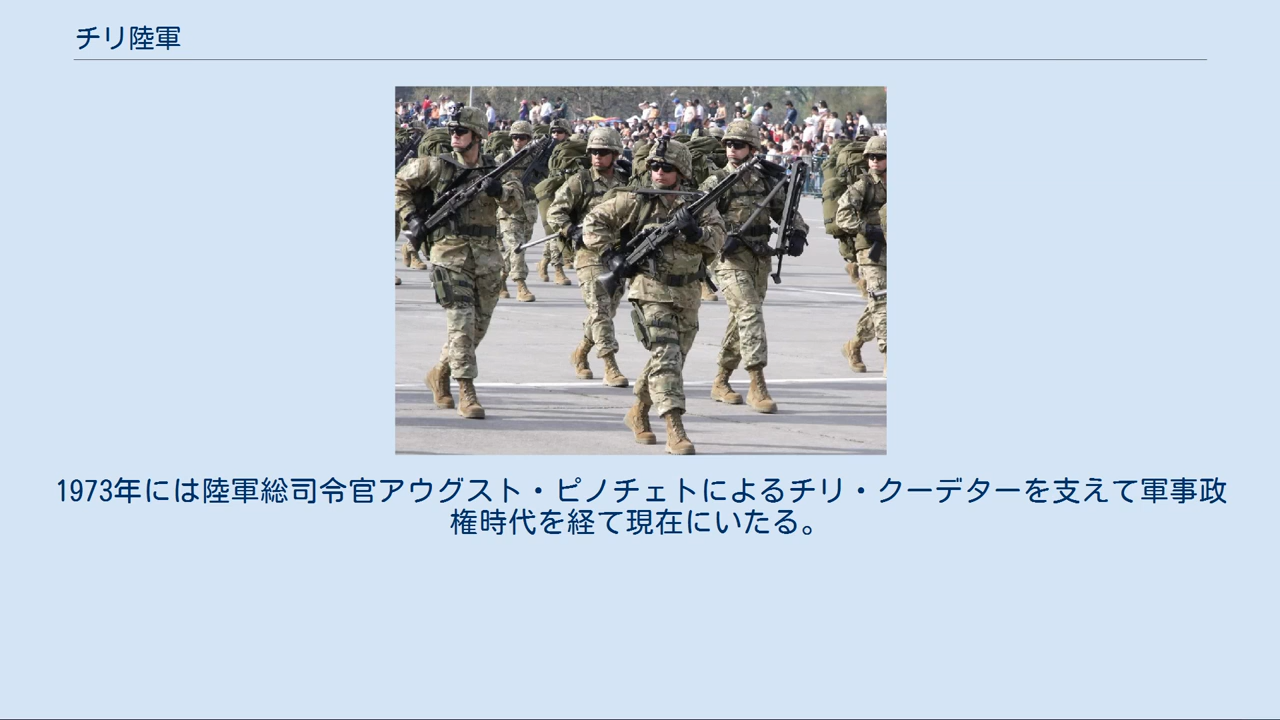 チリ陸軍
1973年には陸軍総司令官アウグスト・ピノチェトによるチリ・クーデターを支えて軍事政
権時代を経て現在にいたる。